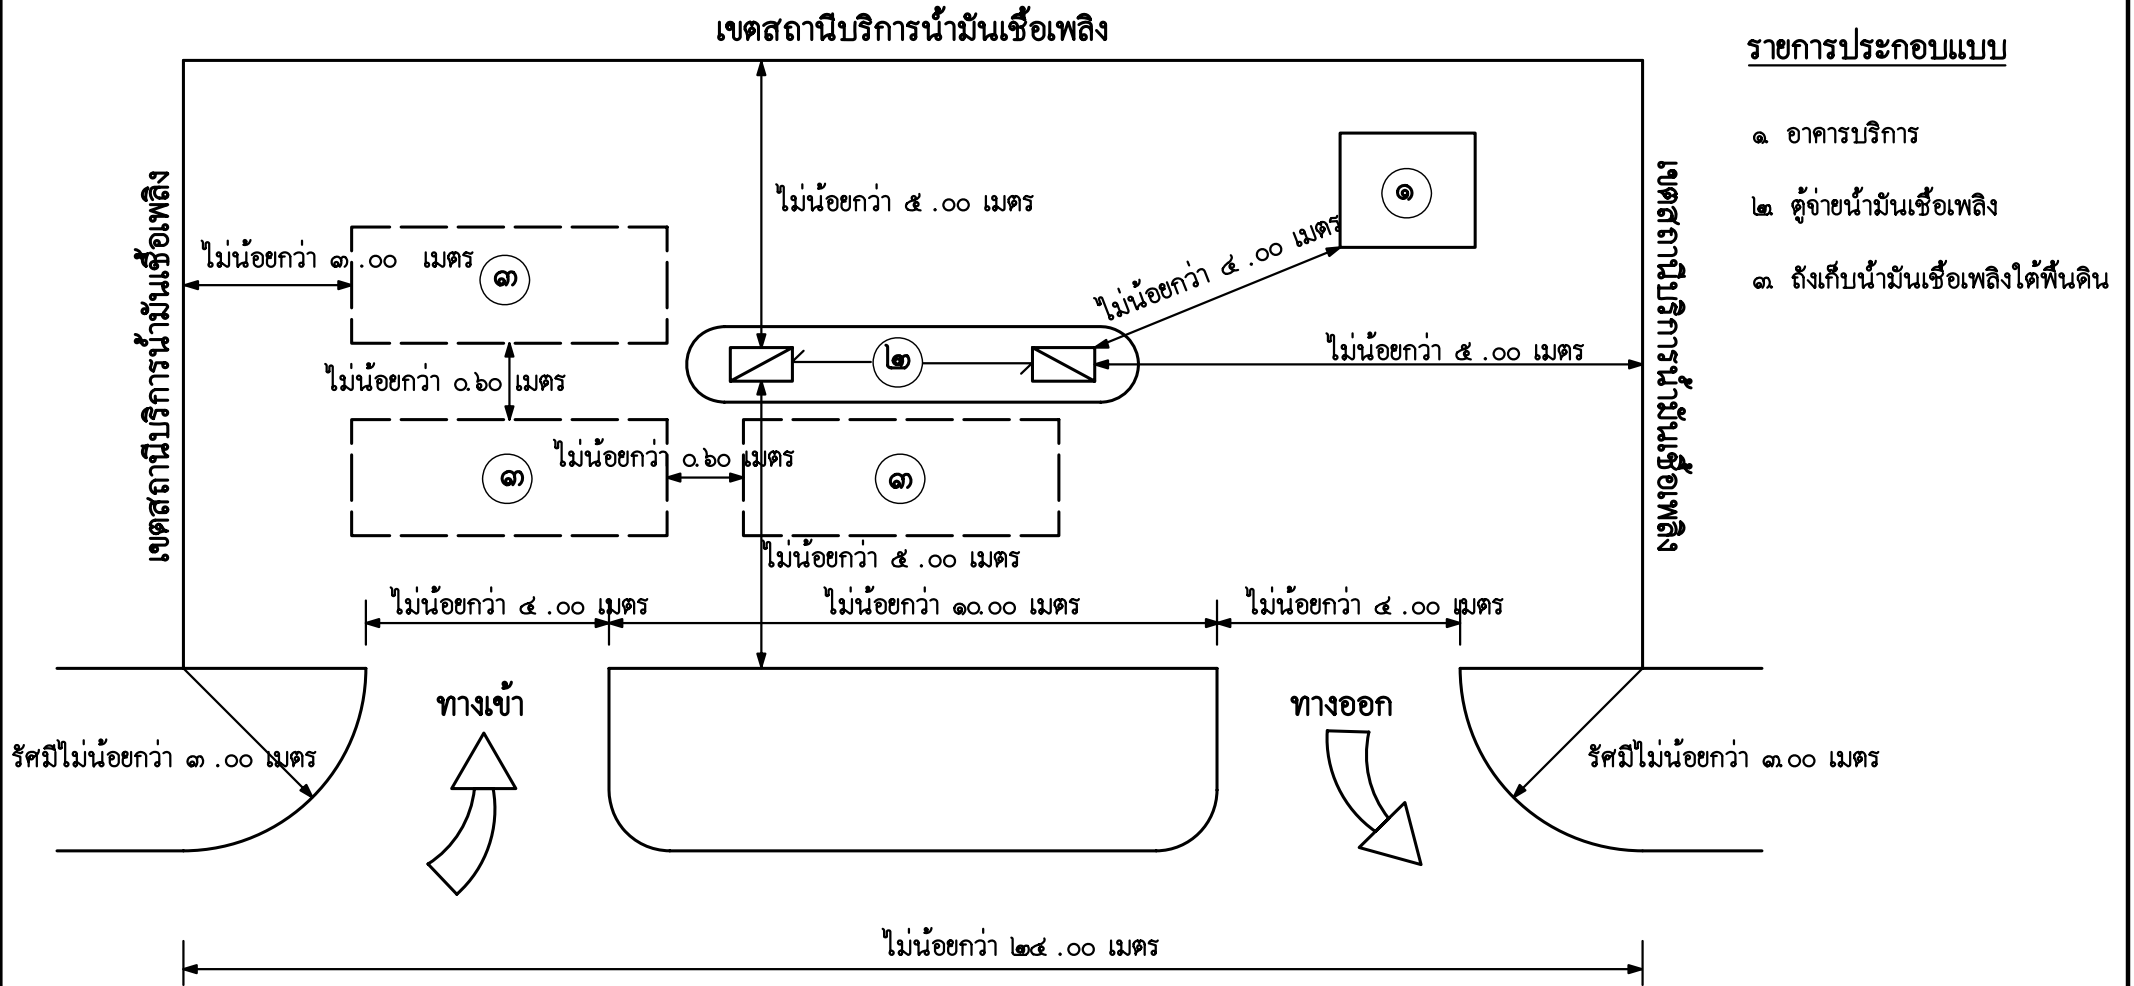 เขตสถานีบริการน้ำมันเชื้อเพลิง
รายการประกอบแบบ
๑ อาคารบริการ
๒ ตู้จ่ายน้ำมันเชื้อเพลิง
๓ ถังเก็บน้ำมันเชื้อเพลิงใต้พื้นดิน
เขตสถานีบริการน้ำมันเชื้อเพลิง
เขตสถานีบริการน้ำมันเชื้อเพลิง
ไม่น้อยกว่า ๕.๐๐ เมตร
๑
ไม่น้อยกว่า ๓.๐๐ เมตร
๓
ไม่น้อยกว่า ๔.๐๐ เมตร
๒
ไม่น้อยกว่า ๕.๐๐ เมตร
ไม่น้อยกว่า ๐.๖๐ เมตร
ไม่น้อยกว่า ๐.๖๐ เมตร
๓
๓
ไม่น้อยกว่า ๕.๐๐ เมตร
ไม่น้อยกว่า ๔.๐๐ เมตร
ไม่น้อยกว่า ๑๐.๐๐ เมตร
ไม่น้อยกว่า ๔.๐๐ เมตร
ทางเข้า
ทางออก
รัศมีไม่น้อยกว่า ๓.๐๐ เมตร
รัศมีไม่น้อยกว่า ๓.๐๐ เมตร
ไม่น้อยกว่า ๒๔.๐๐ เมตร